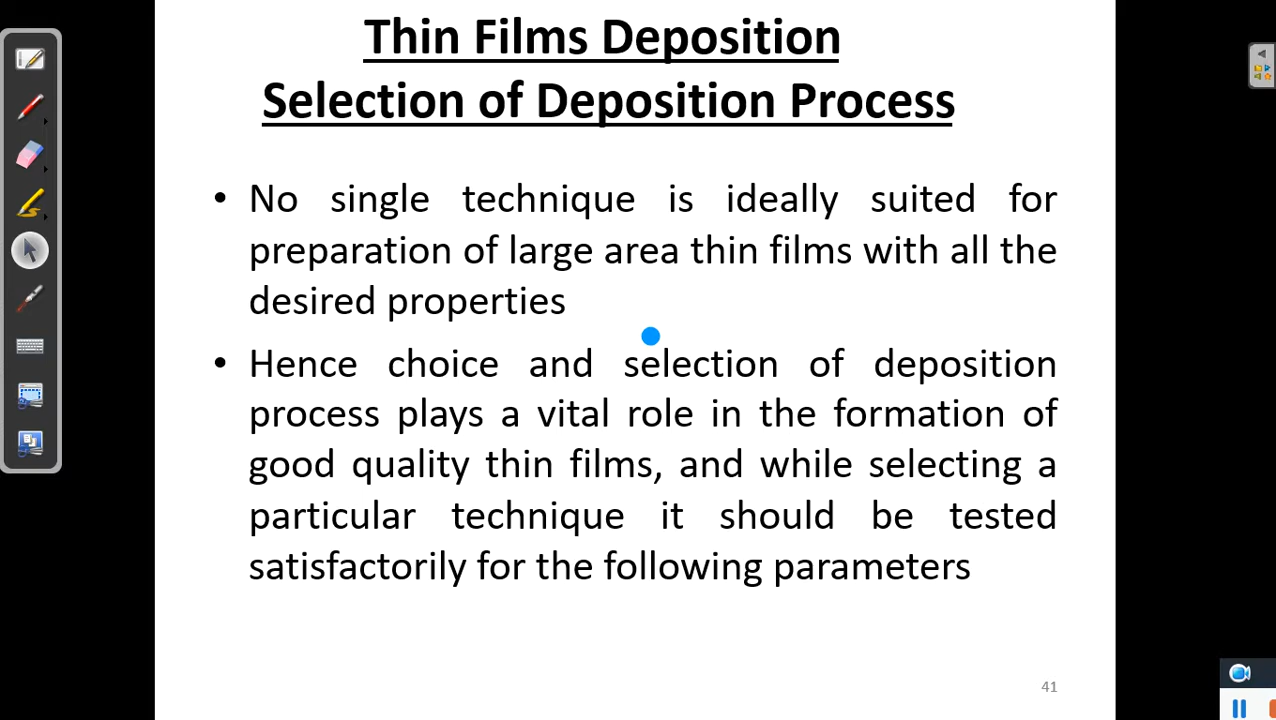 Thin Films Deposition
Selection of Deposition Process
• No single technique is ideally suited for
preparation of large area thin films with all the
desired properties
• Hence choice and selection of deposition
process plays a vital role in the formation of
good quality thin films, and while selecting a
particular technique it should be tested
satisfactorily for the following parameters
41